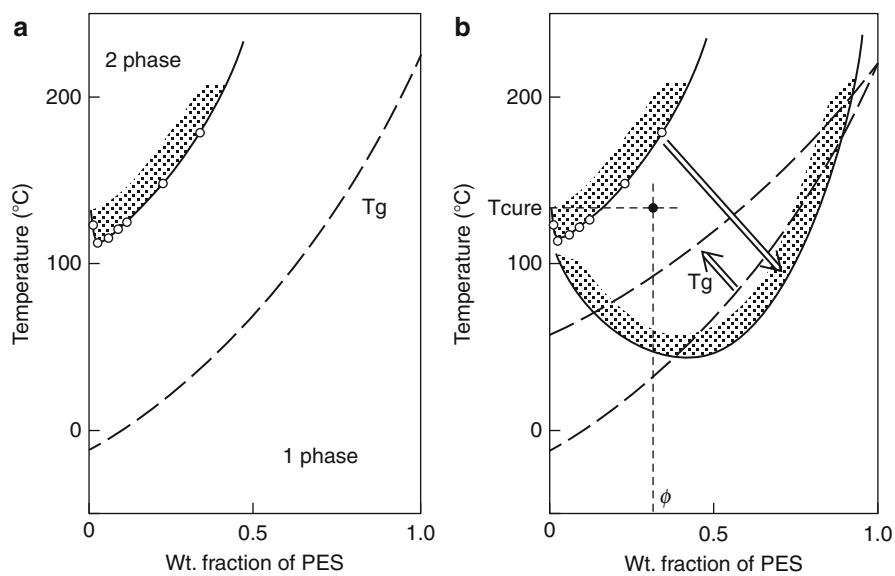 a
2 phase
200
100
0
Temperature (°C)
Tg
1 phase
0
0.5
1.0
Wt. fraction of PES
b
200
Tcure
100
0
Temperature (°C)
Tg
ϕ
0
0.5
1.0
Wt. fraction of PES